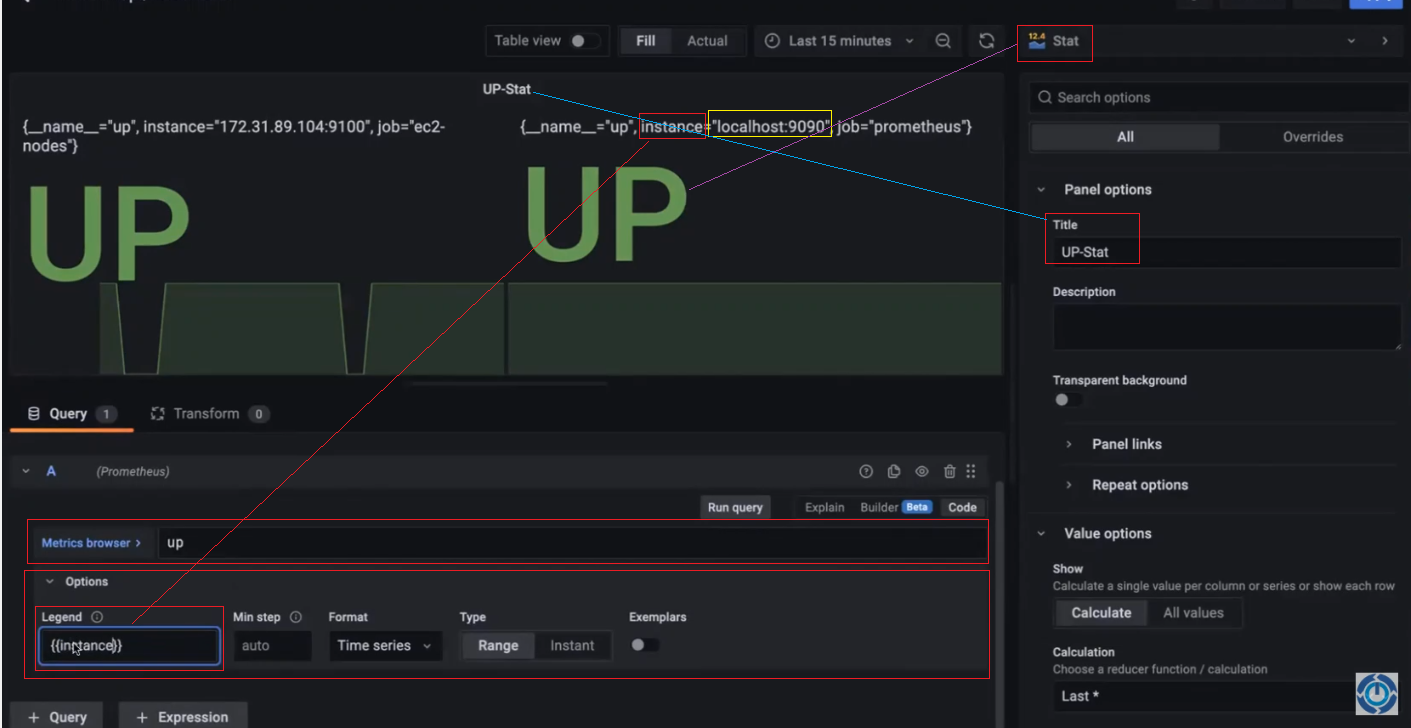 Table view
Fill
Actual
Last 15 minutes
12.4
Stat
UP-Stat
{__name__="up", instance="172.31.89.104:9100", job="ec2-
nodes"}
UP
{__name__="up", instance="localhost:9090", job="prometheus"}
UP
Search options
All
Overrides
Panel options
Title
UP-Stat
Description
Transparent background
Panel links
Repeat options
Value options
Show
Calculate a single value per column or series or show each row
Calculate
All values
Calculation
Choose a reducer function / calculation
Last *
Query 1
Transform 0
A
(Prometheus)
Run query
Explain
Builder Beta
Code
Metrics browser >
up
Options
Legend
{{instance}}
Min step
auto
Format
Time series
Type
Range
Instant
Exemplars
+ Query
+ Expression